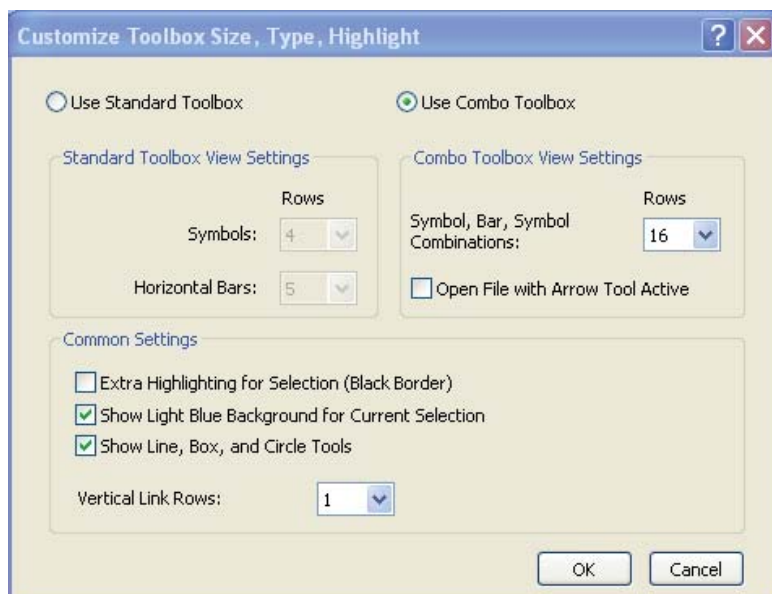 Customize Toolbox Size, Type, Highlight
?
Use Standard Toolbox
Use Combo Toolbox
Standard Toolbox View Settings
Rows
Symbols: 4
Horizontal Bars: 5
Combo Toolbox View Settings
Rows
Symbol, Bar, Symbol
Combinations:
16
Open File with Arrow Tool Active
Common Settings
Extra Highlighting for Selection (Black Border)
Show Light Blue Background for Current Selection
Show Line, Box, and Circle Tools
Vertical Link Rows: 1
OK Cancel